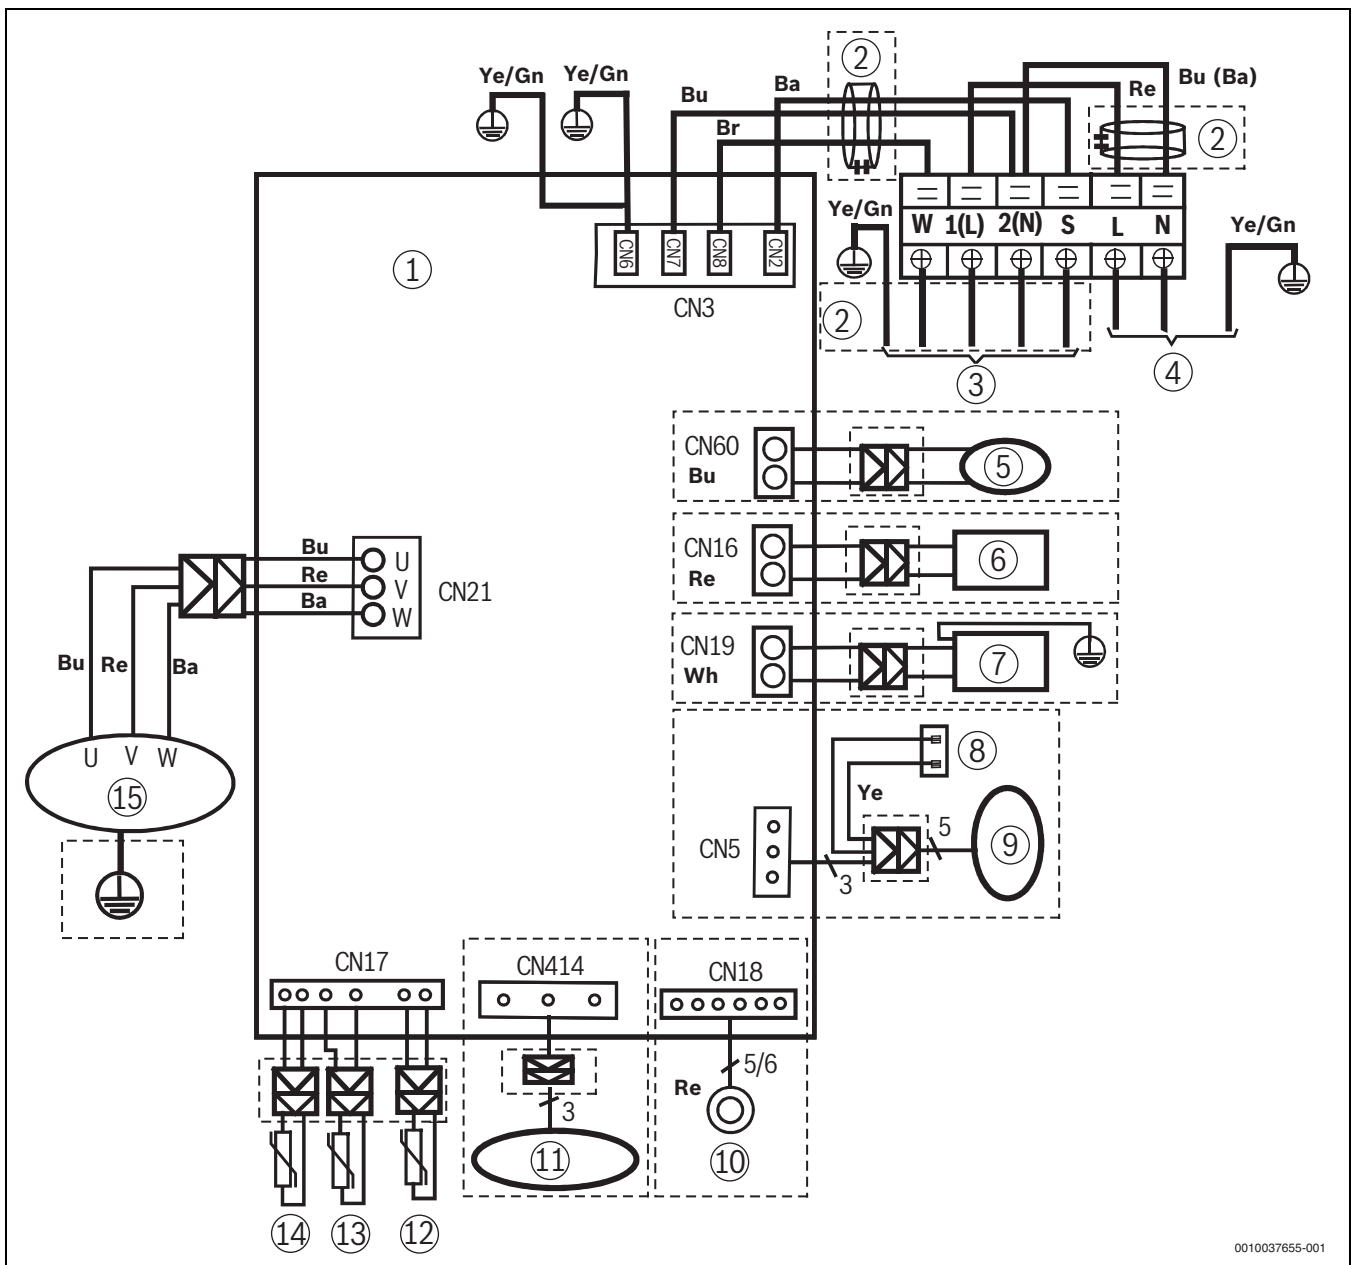 2
Ye/Gn Ye/Gn
Bu
Ba
Br
Re
Bu (Ba)
2
Ye/Gn
W 1(L) 2(N) S L N
Ye/Gn
CN6
CN7
CN8
CN2
CN3
1
2
3
4
CN60
Bu
5
CN16
Re
6
CN19
Wh
7
Bu
Re
Ba
U
V
W
CN21
Bu Re Ba
U V W
15
8
Ye
CN5
3
5
9
CN17
CN414
CN18
3
11
5/6
Re
10
14
13
12
0010037655-001